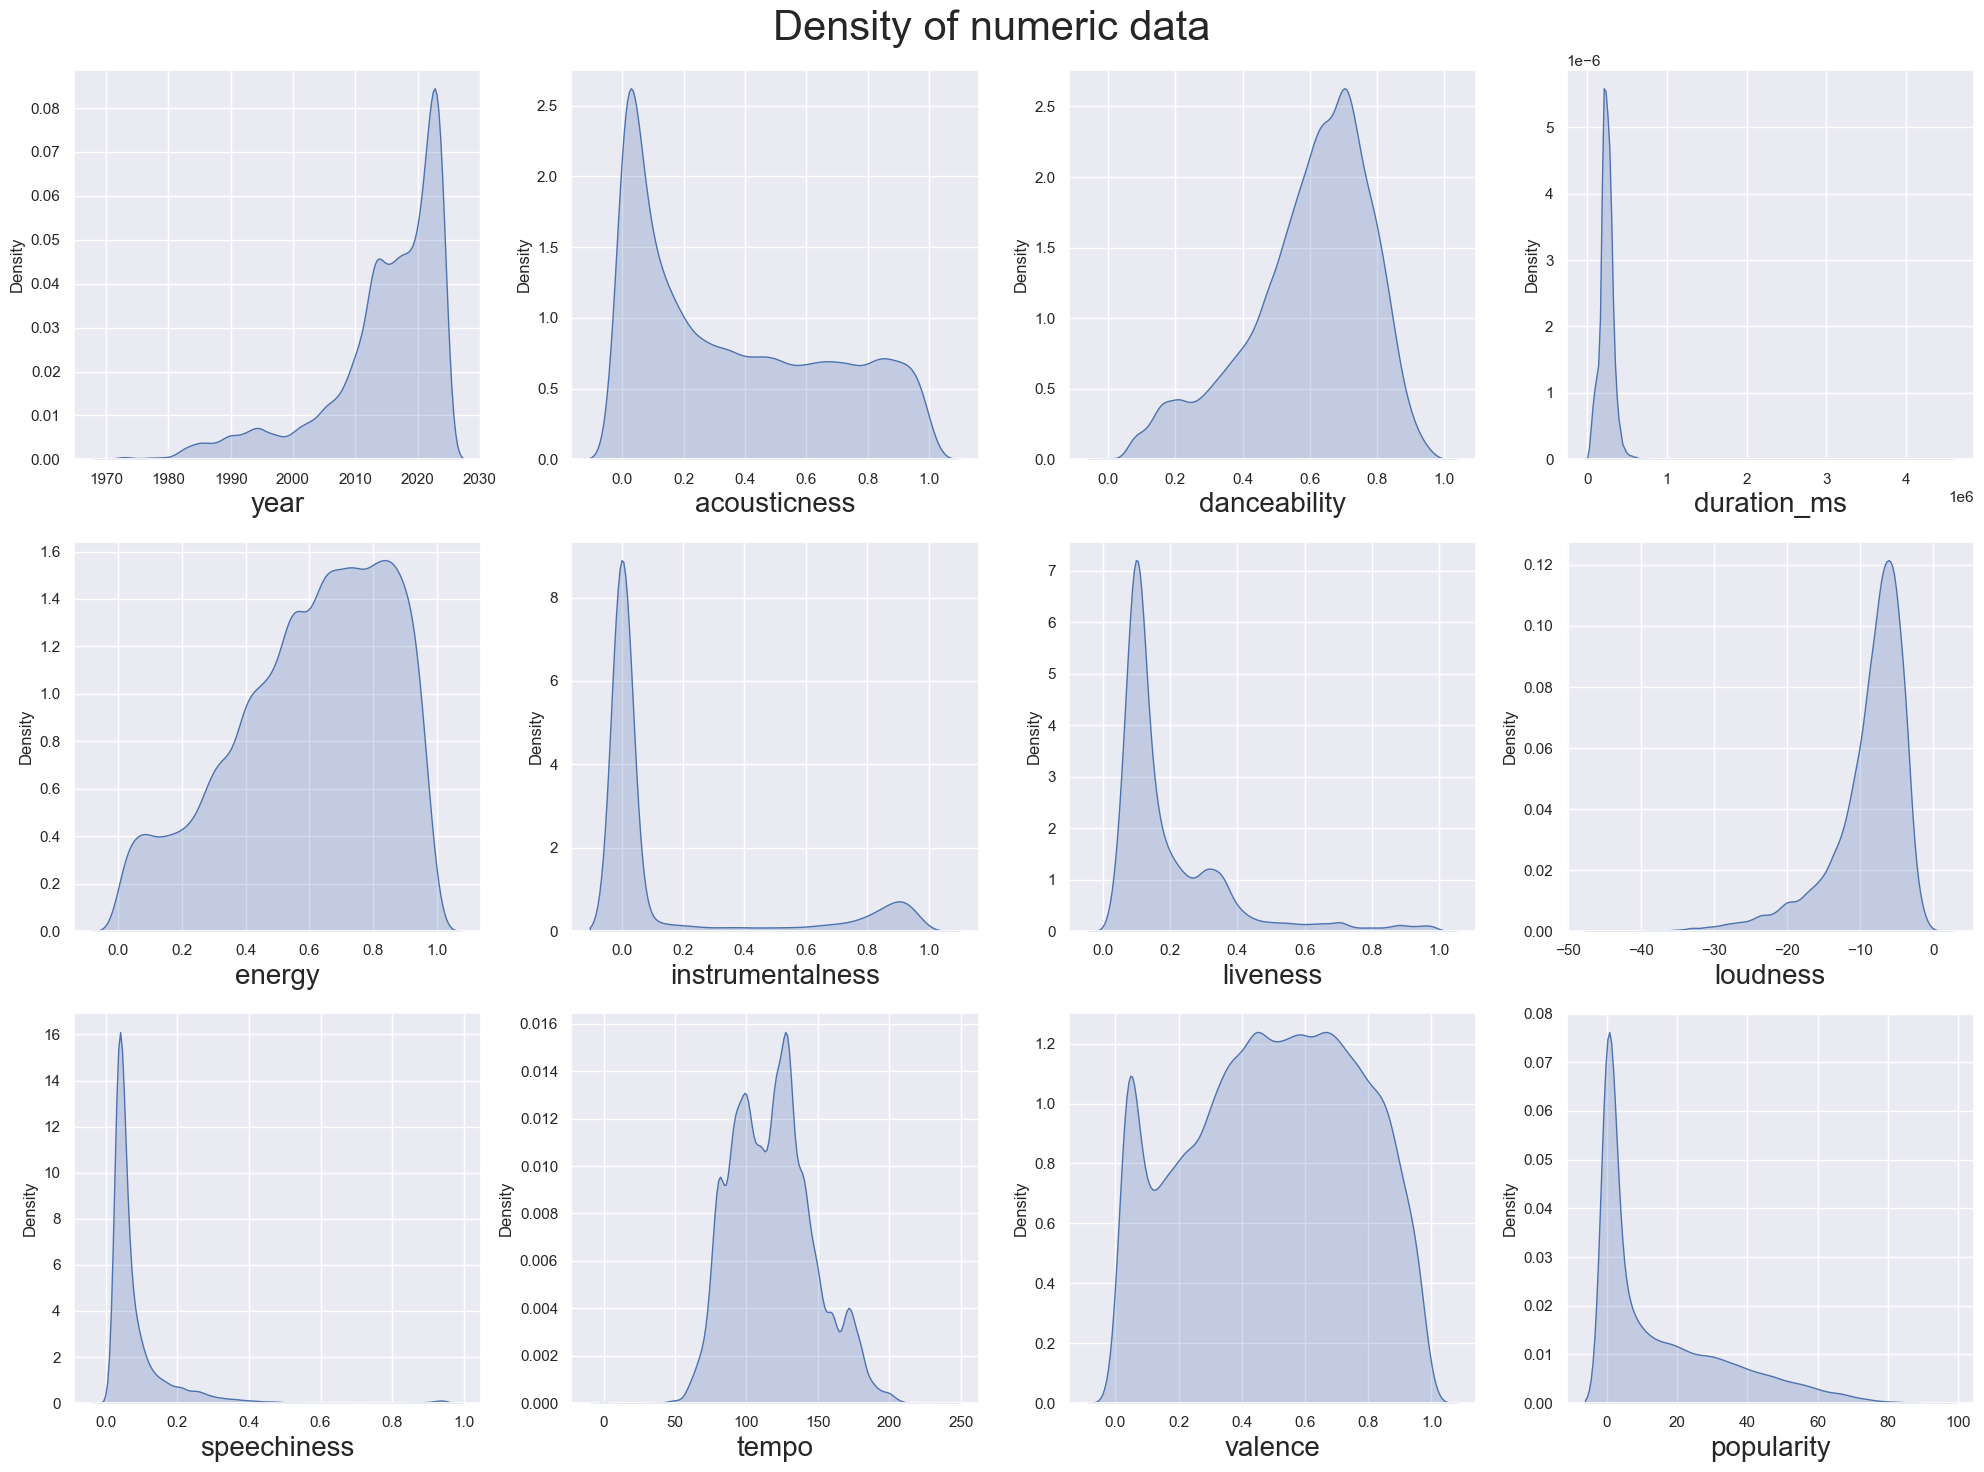 Density of numeric data
1e−6
Density
0.00 0.01 0.02 0.03 0.04 0.05 0.06 0.07 0.08
1970 1980 1990 2000 2010 2020 2030
year
Density
0.0 0.5 1.0 1.5 2.0 2.5
0.0 0.2 0.4 0.6 0.8 1.0
acousticness
Density
0.0 0.5 1.0 1.5 2.0 2.5
0.0 0.2 0.4 0.6 0.8 1.0
danceability
Density
0 1 2 3 4 5
0 1 2 3 4
1e6
duration_ms
Density
0.0 0.2 0.4 0.6 0.8 1.0 1.2 1.4 1.6
0.0 0.2 0.4 0.6 0.8 1.0
energy
Density
0 2 4 6 8
0.0 0.2 0.4 0.6 0.8 1.0
instrumentalness
Density
0 1 2 3 4 5 6 7
0.0 0.2 0.4 0.6 0.8 1.0
liveness
Density
0.00 0.02 0.04 0.06 0.08 0.10 0.12
−50 −40 −30 −20 −10 0
loudness
Density
0 2 4 6 8 10 12 14 16
0.0 0.2 0.4 0.6 0.8 1.0
speechiness
Density
0.000 0.002 0.004 0.006 0.008 0.010 0.012 0.014 0.016
0 50 100 150 200 250
tempo
Density
0.0 0.2 0.4 0.6 0.8 1.0 1.2
0.0 0.2 0.4 0.6 0.8 1.0
valence
Density
0.00 0.01 0.02 0.03 0.04 0.05 0.06 0.07 0.08
0 20 40 60 80 100
popularity